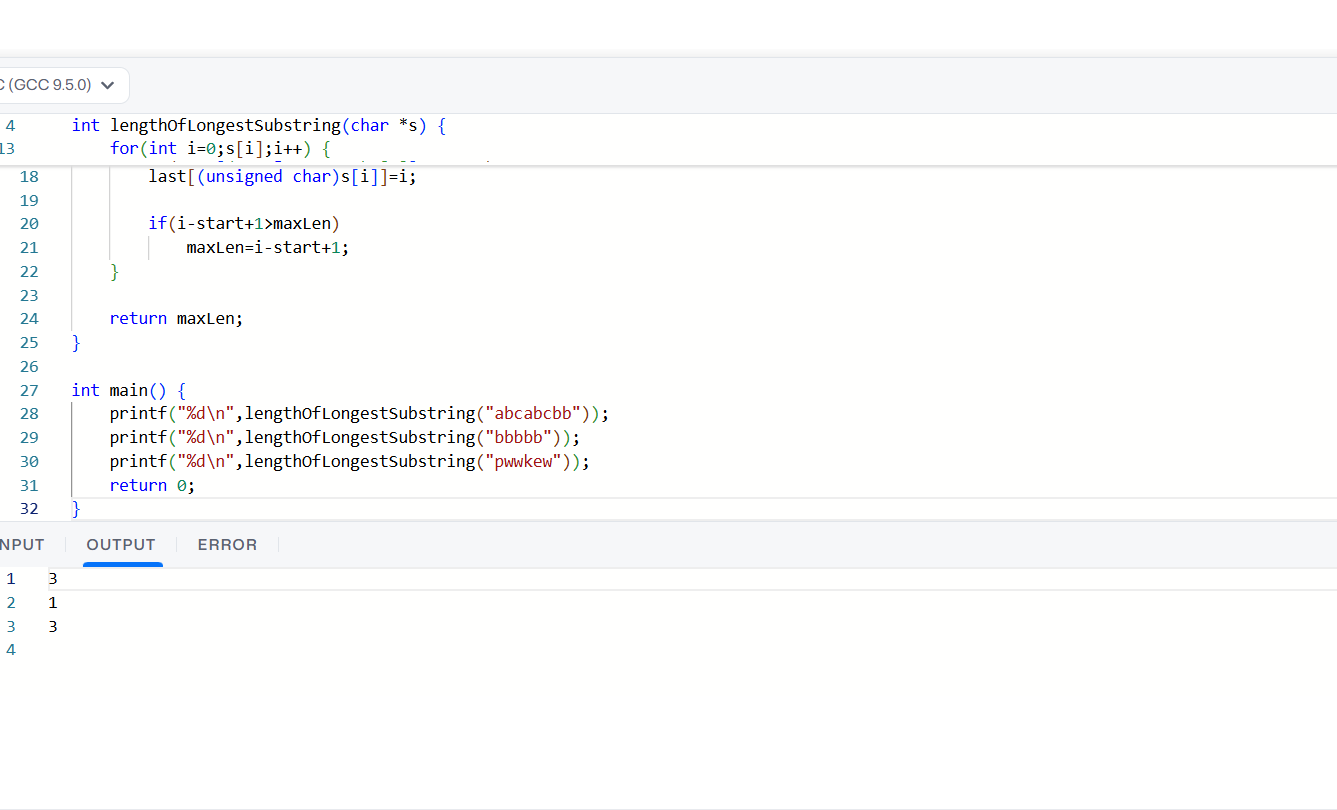 C (GCC 9.5.0)
4 int lengthOfLongestSubstring(char *s) {
13 for(int i=0;s[i];i++) {
18 last[(unsigned char)s[i]]=i;
19
20 if(i-start+1>maxLen)
21 maxLen=i-start+1;
22 }
23
24 return maxLen;
25 }
26
27 int main() {
28 printf("%d\n",lengthOfLongestSubstring("abcabcbb"));
29 printf("%d\n",lengthOfLongestSubstring("bbbbb"));
30 printf("%d\n",lengthOfLongestSubstring("pwwkew"));
31 return 0;
32 }
NPUT OUTPUT ERROR
1 3
2 1
3 3
4